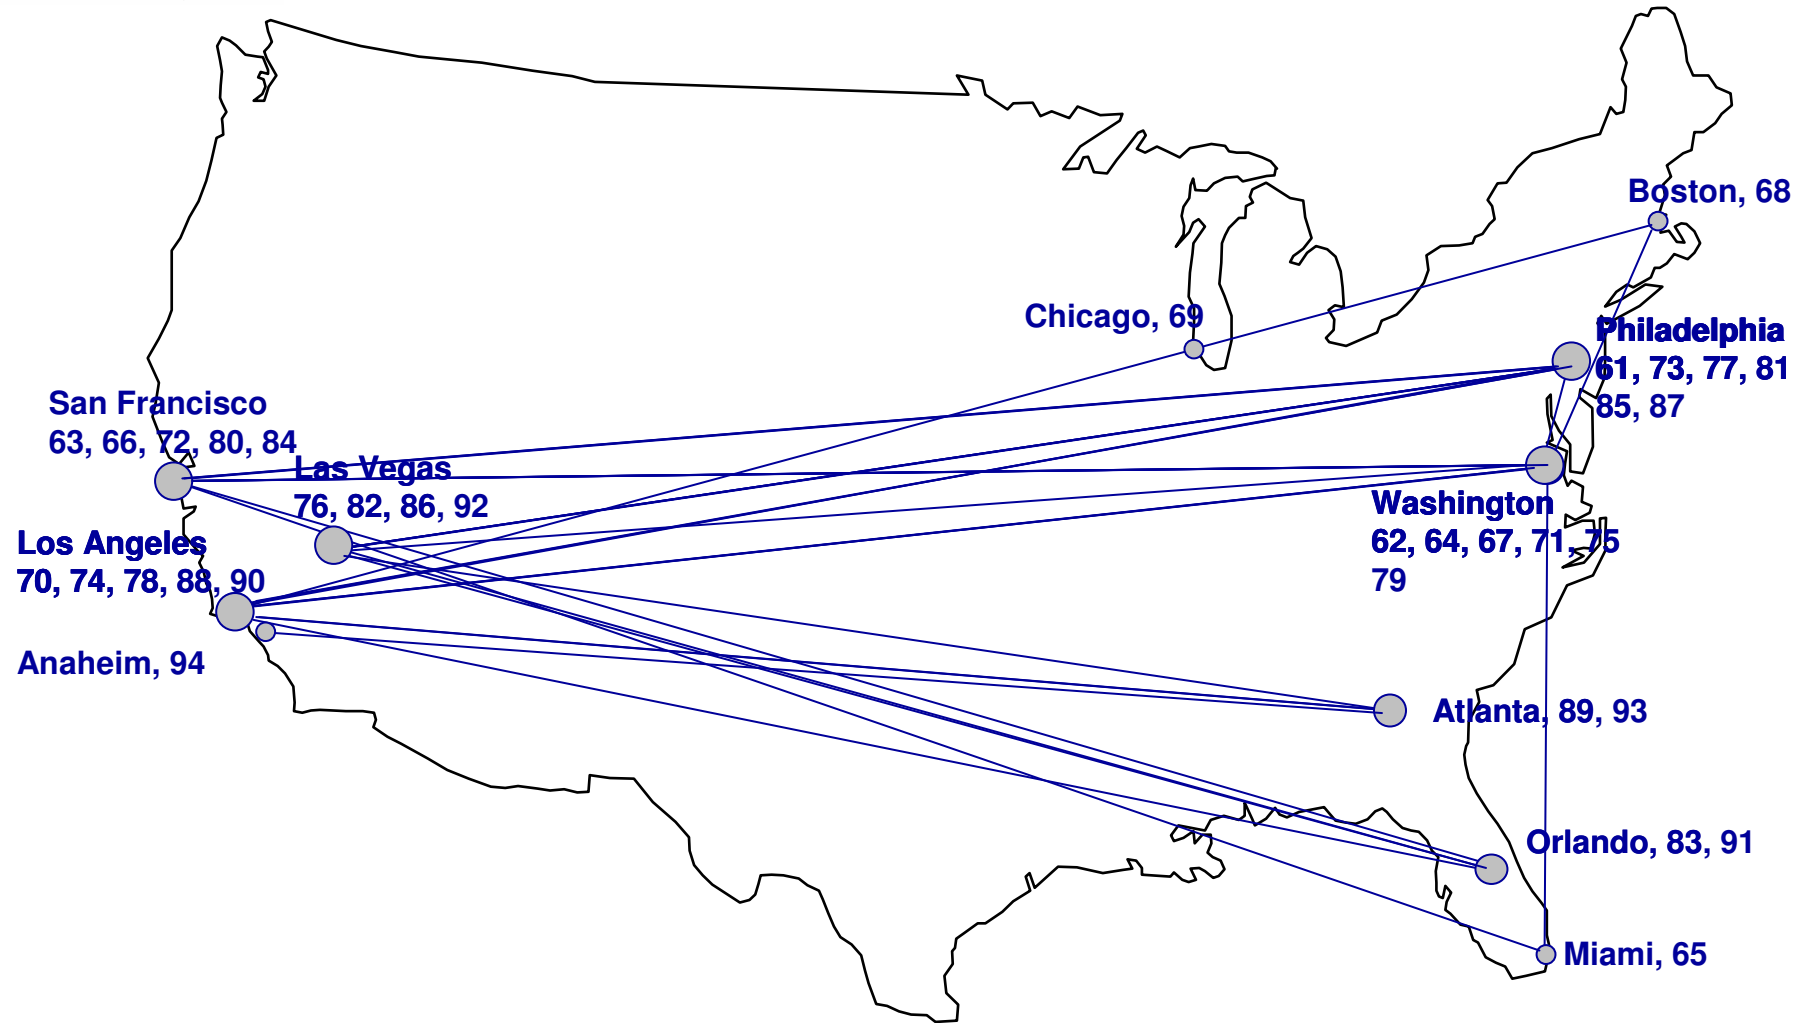 Boston, 68
Chicago, 69
Philadelphia
61, 73, 77, 81
85, 87
San Francisco
63, 66, 72, 80, 84
Las Vegas
76, 82, 86, 92
Washington
62, 64, 67, 71, 75
79
Los Angeles
70, 74, 78, 88, 90
Anaheim, 94
Atlanta, 89, 93
Orlando, 83, 91
Miami, 65